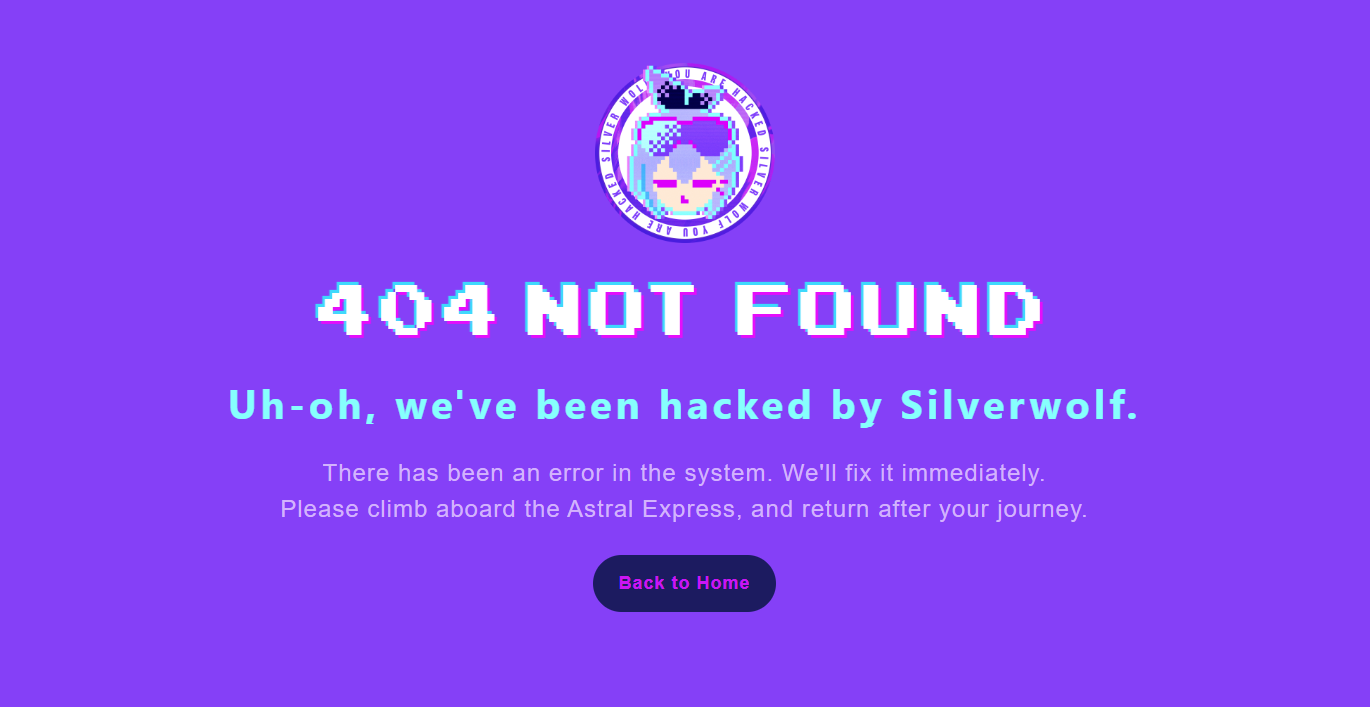 SILVER WOLF YOU ARE HACKED SILVER WOLF YOU ARE HACKED
404 NOT FOUND
Uh-oh, we've been hacked by Silverwolf.
There has been an error in the system. We'll fix it immediately.
Please climb aboard the Astral Express, and return after your journey.
Back to Home